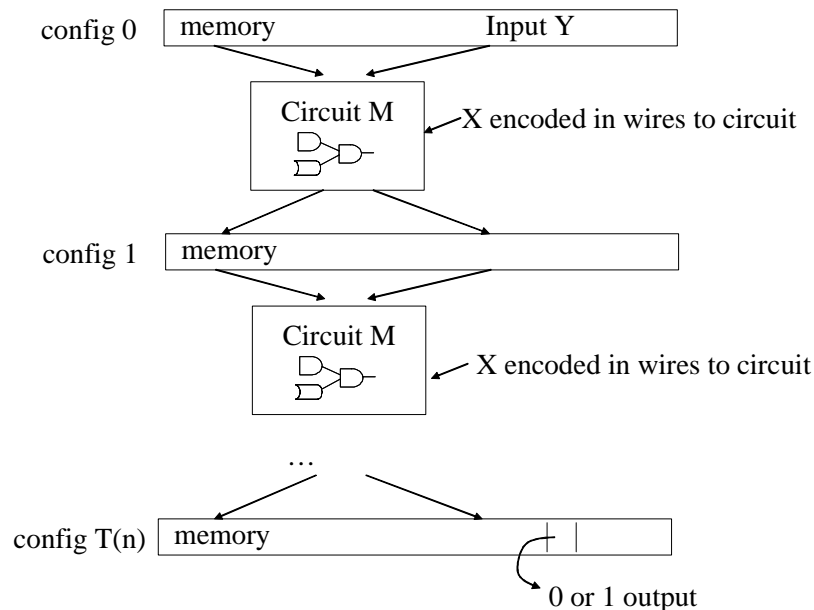 config 0
memory Input Y
Circuit M
X encoded in wires to circuit
config 1
memory
Circuit M
X encoded in wires to circuit
…
config T(n)
memory
0 or 1 output